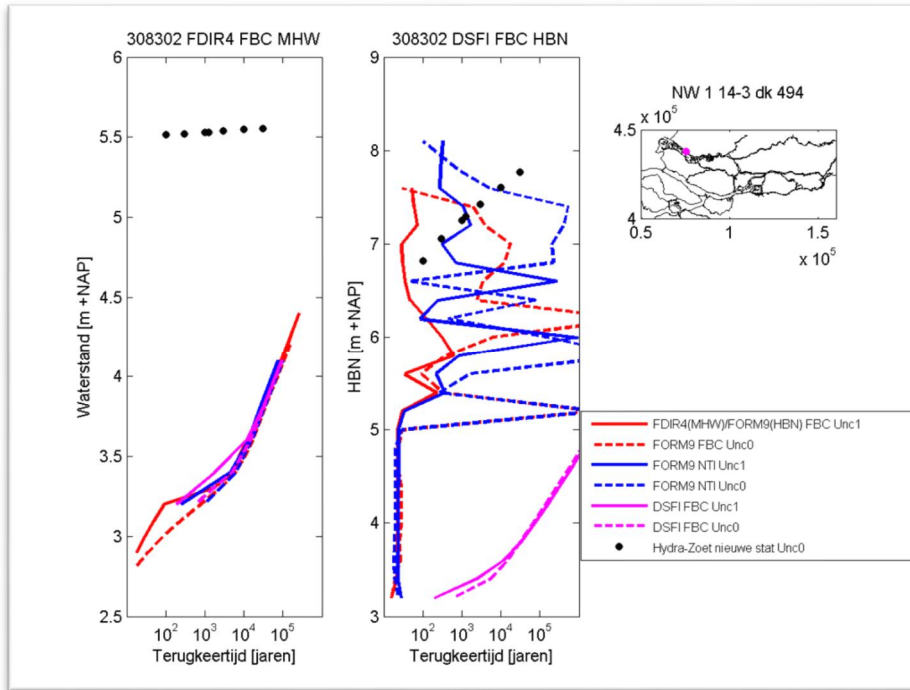 308302 FDIR4 FBC MHW
6
5.5
5
4.5
4
3.5
3
2.5
Waterstand [m +NAP]
10²
10³
10⁴
10⁵
Terugkeertijd [jaren]
308302 DSFI FBC HBN
9
8
7
6
5
4
3
HBN [m +NAP]
10²
10³
10⁴
10⁵
Terugkeertijd [jaren]
NW 1 14-3 dk 494
x 10⁵
4.5
4
0.5
1
1.5
x 10⁵
FDIR4(MHW)/FORM9(HBN) FBC Unc1
FORM9 FBC Unc0
FORM9 NTI Unc1
FORM9 NTI Unc0
DSFI FBC Unc1
DSFI FBC Unc0
Hydra-Zoet nieuwe stat Unc0